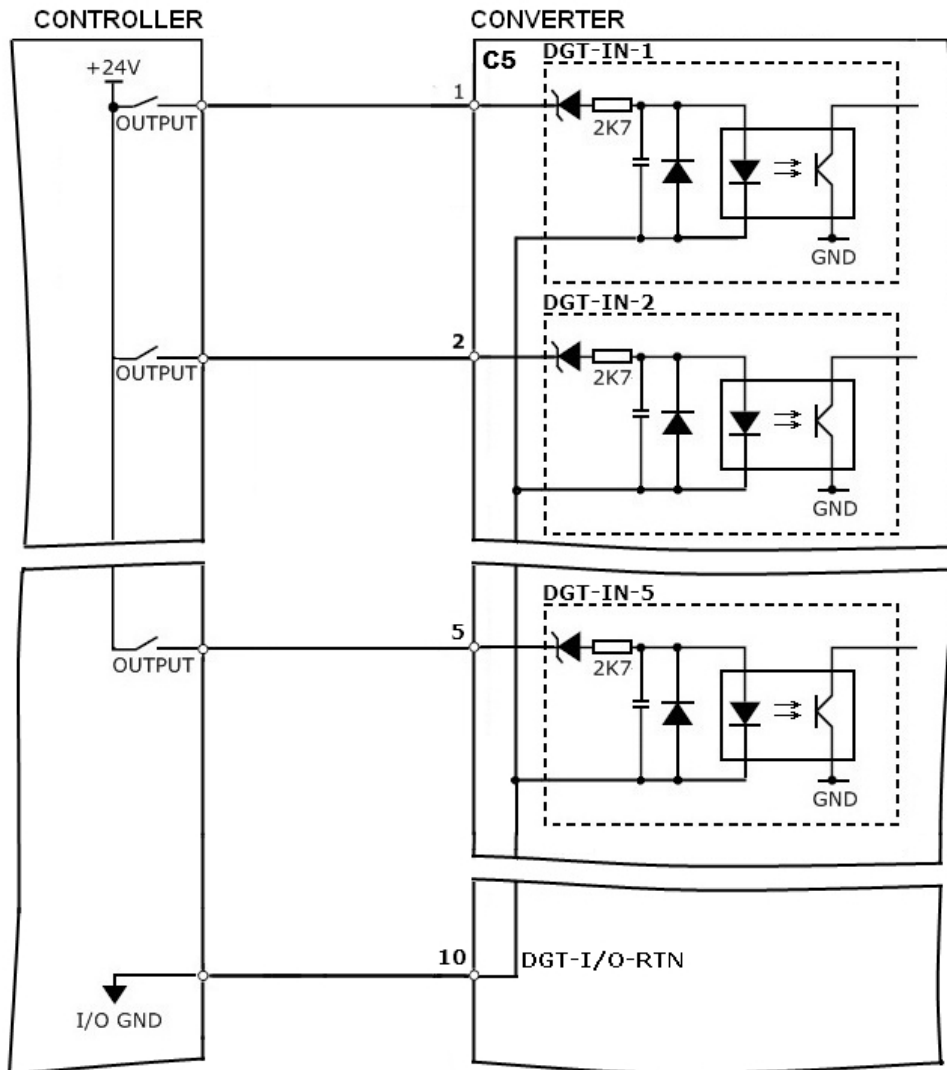 CONTROLLER
CONVERTER
+24V
C5
DGT-IN-1
1
OUTPUT
2K7
GND
DGT-IN-2
2
OUTPUT
2K7
GND
DGT-IN-5
5
OUTPUT
2K7
GND
10
DGT-I/O-RTN
I/O GND